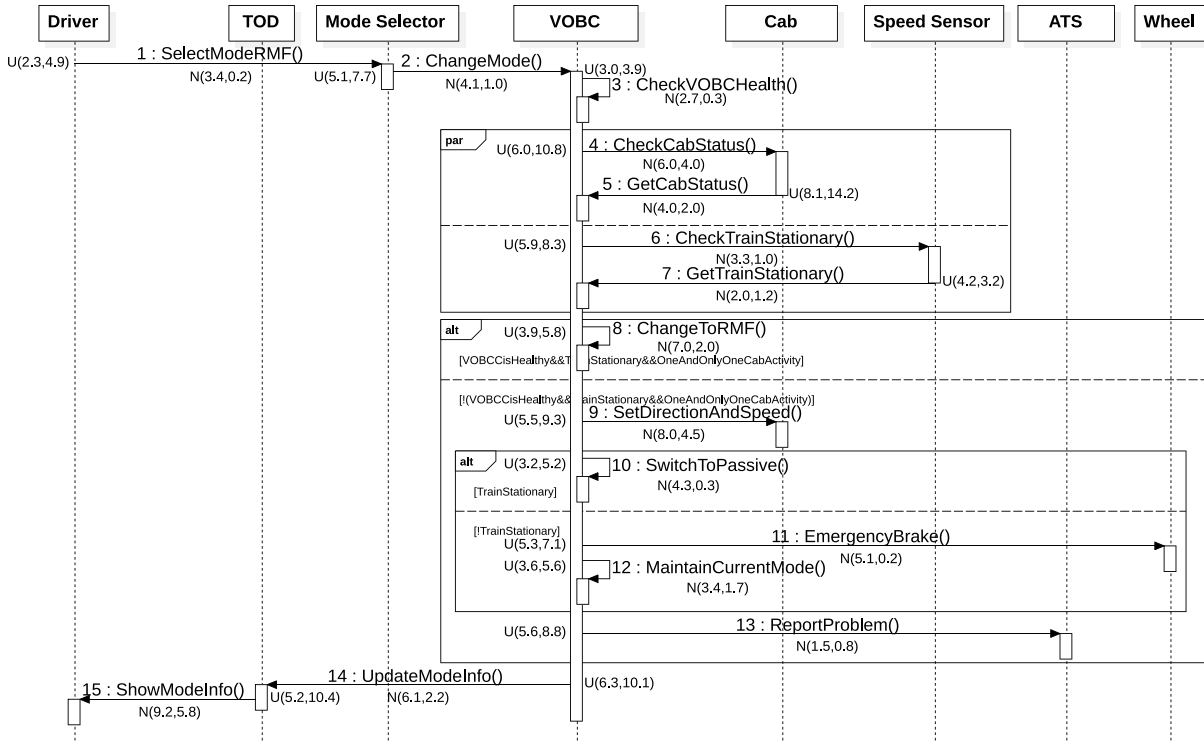 Driver TOD Mode Selector VOBC Cab Speed Sensor ATS Wheel
1 : SelectModeRMF()
U(2.3,4.9)
N(3.4,0.2)
2 : ChangeMode()
U(5.1,7.7)
N(4.1,1.0)
U(3.0,3.9)
3 : CheckVOBCHealth()
N(2.7,0.3)
par
U(6.0,10.8)
4 : CheckCabStatus()
N(6.0,4.0)
5 : GetCabStatus()
U(8.1,14.2)
N(4.0,2.0)
U(5.9,8.3)
6 : CheckTrainStationary()
N(3.3,1.0)
7 : GetTrainStationary()
U(4.2,3.2)
N(2.0,1.2)
alt
U(3.9,5.8)
8 : ChangeToRMF()
N(7.0,2.0)
[VOBCCisHealthy&&T Stationary&&OneAndOnlyOneCabActivity]
[!(VOBCCisHealthy&&TrainStationary&&OneAndOnlyOneCabActivity)]
U(5.5,9.3)
9 : SetDirectionAndSpeed()
N(8.0,4.5)
alt
U(3.2,5.2)
10 : SwitchToPassive()
N(4.3,0.3)
[TrainStationary]
[!TrainStationary]
U(5.3,7.1)
11 : EmergencyBrake()
N(5.1,0.2)
U(3.6,5.6)
12 : MaintainCurrentMode()
N(3.4,1.7)
U(5.6,8.8)
13 : ReportProblem()
N(1.5,0.8)
14 : UpdateModeInfo()
U(6.3,10.1)
N(6.1,2.2)
15 : ShowModeInfo()
U(5.2,10.4)
N(9.2,5.8)